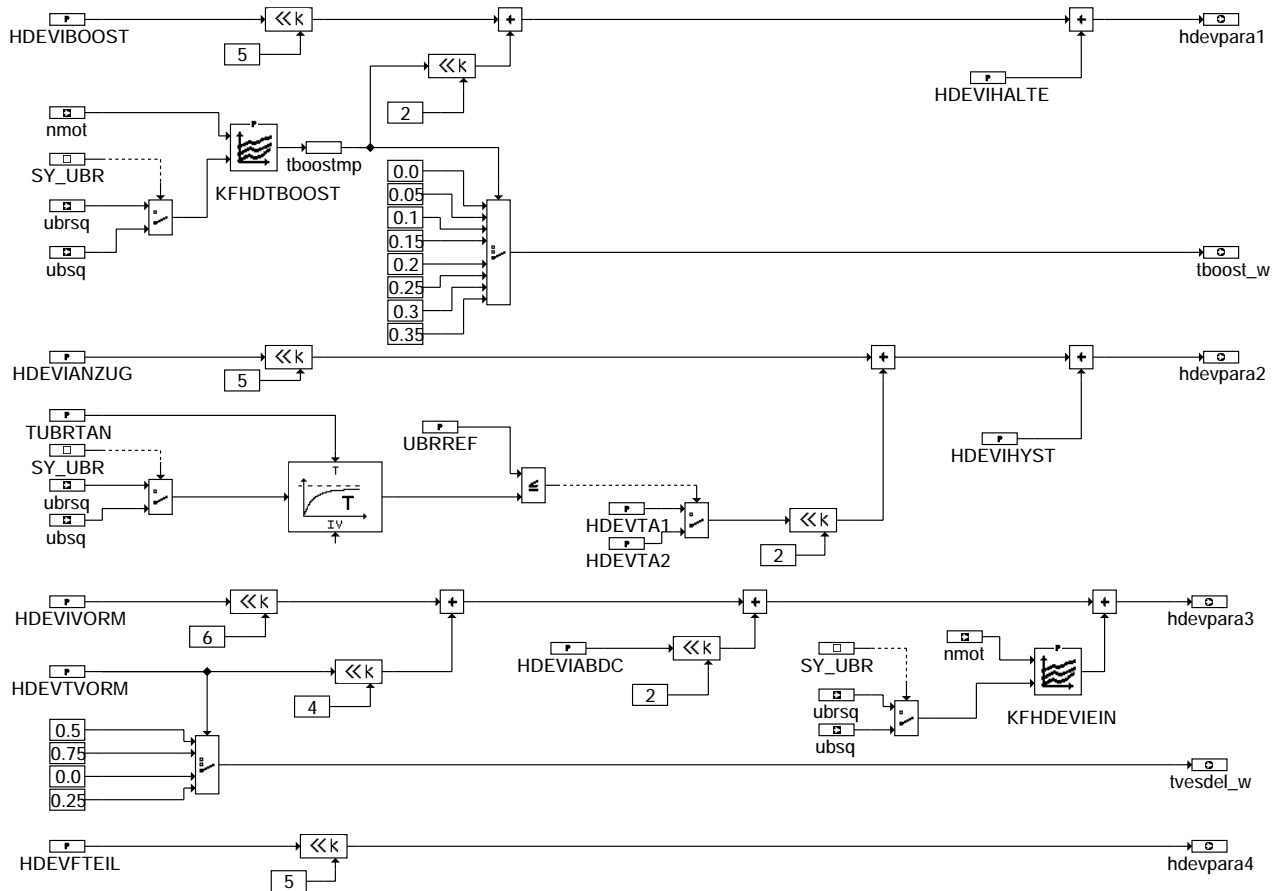 P
HDEVIBOOST
<<k
5
+
<<k
2
+
P
HDEVIHALTE
hdevpara1
nmot
SY_UBR
ubrsq
ubsq
P
KFHDTBOOST
tboostmp
0.0
0.05
0.1
0.15
0.2
0.25
0.3
0.35
tboost_w
P
HDEVIANZUG
<<k
5
+
+
hdevpara2
P
TUBRTAN
SY_UBR
ubrsq
ubsq
T
T
IV
P
UBRREF
≤
P
HDEVTA1
P
HDEVTA2
<<k
2
P
HDEVIHYST
P
HDEVIVORM
<<k
6
+
+
+
hdevpara3
P
HDEVTVORM
<<k
4
P
HDEVIABDC
<<k
2
SY_UBR
ubrsq
ubsq
nmot
P
KFHDEVIEIN
0.5
0.75
0.0
0.25
tvesdel_w
P
HDEVFTEIL
<<k
5
hdevpara4